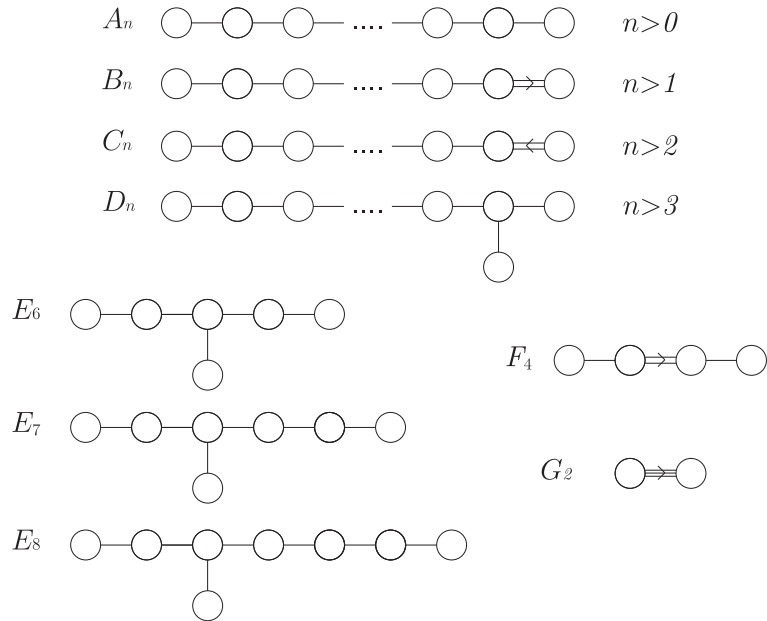 An .... n>0
Bn .... n>1
Cn .... n>2
Dn .... n>3
E6
F4
E7
G2
E8